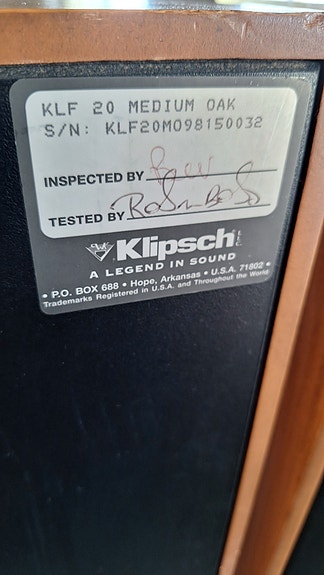 KLF 20 MEDIUM OAK
S/N: KLF20MO98150032
INSPECTED BY
TESTED BY
Klipsch
A LEGEND IN SOUND
• P.O. BOX 688 • Hope, Arkansas • U.S.A. 71802 •
Trademarks Registered in U.S.A. and Throughout the World